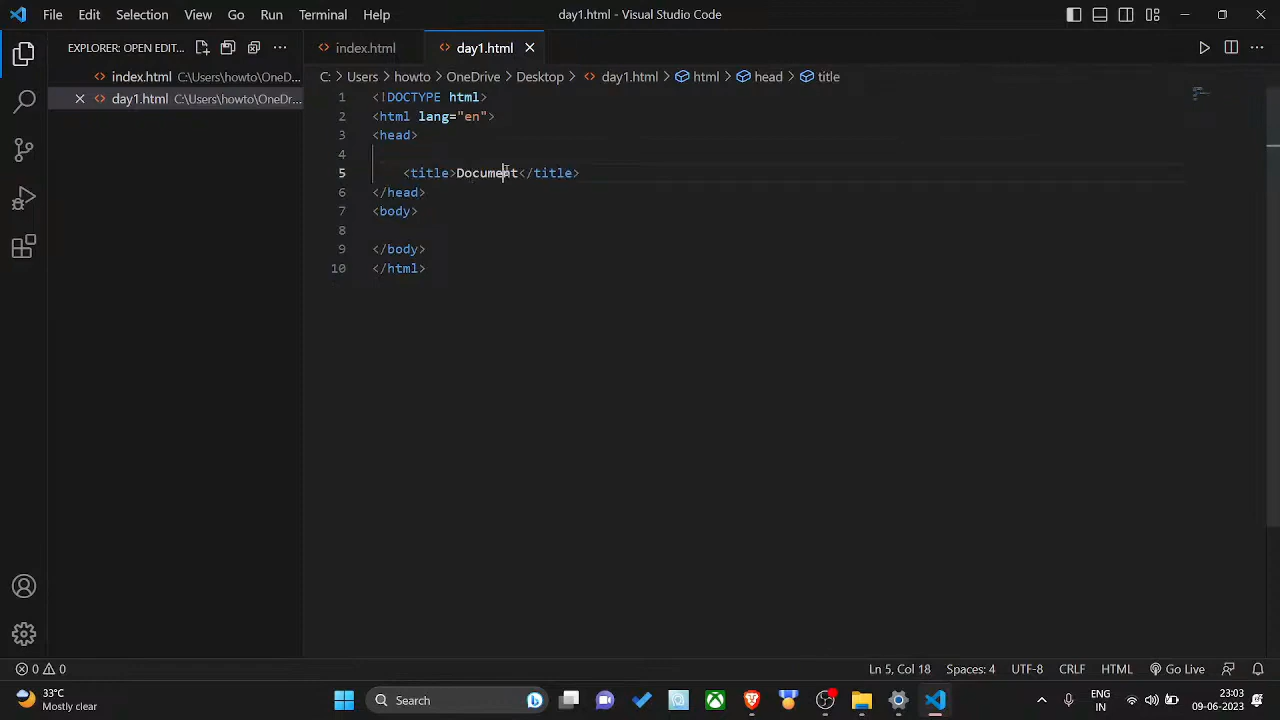 File Edit Selection View Go Run Terminal Help
day1.html - Visual Studio Code
EXPLORER: OPEN EDIT...
index.html C:\Users\howto\OneD...
day1.html C:\Users\howto\OneDr...
index.html day1.html
C: > Users > howto > OneDrive > Desktop > day1.html > html > head > title
1 <!DOCTYPE html>
2 <html lang="en">
3 <head>
4
5 <title>Document</title>
6 </head>
7 <body>
8
9 </body>
10 </html>
0 0
Ln 5, Col 18 Spaces: 4 UTF-8 CRLF HTML Go Live
33°C
Mostly clear
Search
ENG
IN
23:03
09-06-2023